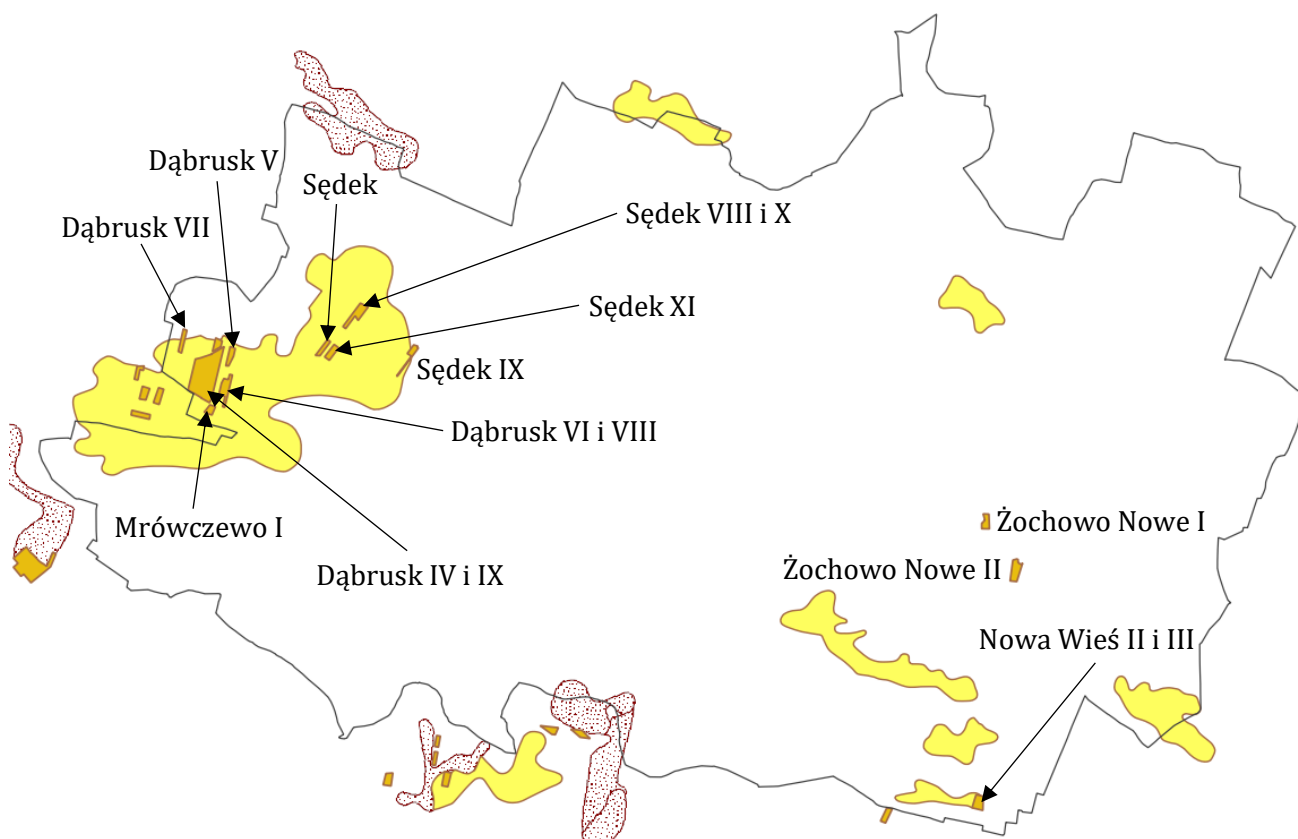 Dąbrusk V
Sędek
Dąbrusk VII
Sędek VIII i X
Sędek XI
Sędek IX
Dąbrusk VI i VIII
Mrówczewo I
Żochowo Nowe I
Dąbrusk IV i IX
Żochowo Nowe II
Nowa Wieś II i III